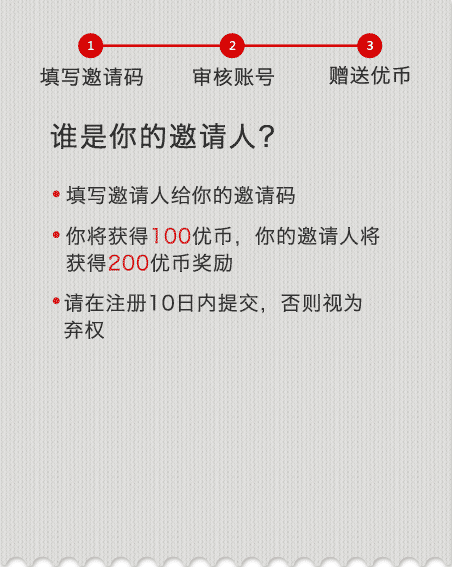 1 2 3
填写邀请码 审核账号 赠送优币
谁是你的邀请人?
填写邀请人给你的邀请码
你将获得100优币，你的邀请人将
获得200优币奖励
请在注册10日内提交，否则视为
弃权